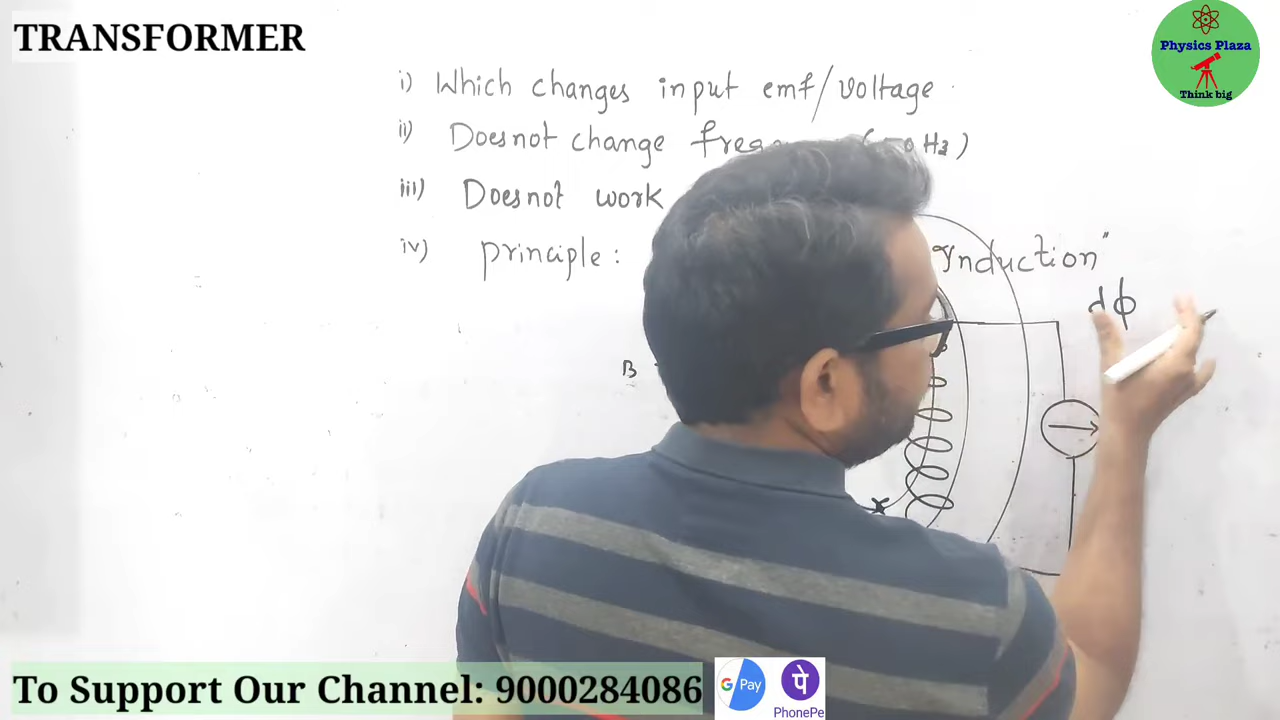 TRANSFORMER
Physics Plaza
Think big
i) Which changes input emf/voltage
ii) Doesnot change
iii) Doesnot work
iv) principle: Induction"
dϕ
B
To Support Our Channel: 9000284086
G Pay
पे
PhonePe